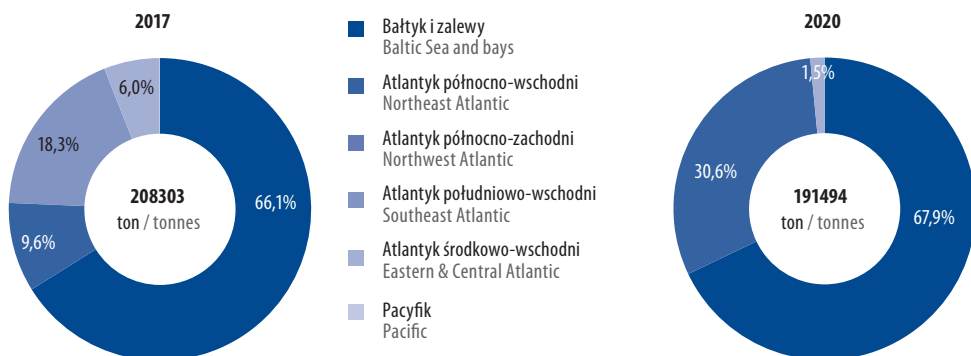 2017
6,0%
18,3%
9,6%
66,1%
208303
ton / tonnes
Bałtyk i zalewy
Baltic Sea and bays
Atlantyk północno-wschodni
Northeast Atlantic
Atlantyk północno-zachodni
Northwest Atlantic
Atlantyk południowo-wschodni
Southeast Atlantic
Atlantyk środkowo-wschodni
Eastern & Central Atlantic
Pacyfik
Pacific
2020
1,5%
30,6%
67,9%
191494
ton / tonnes